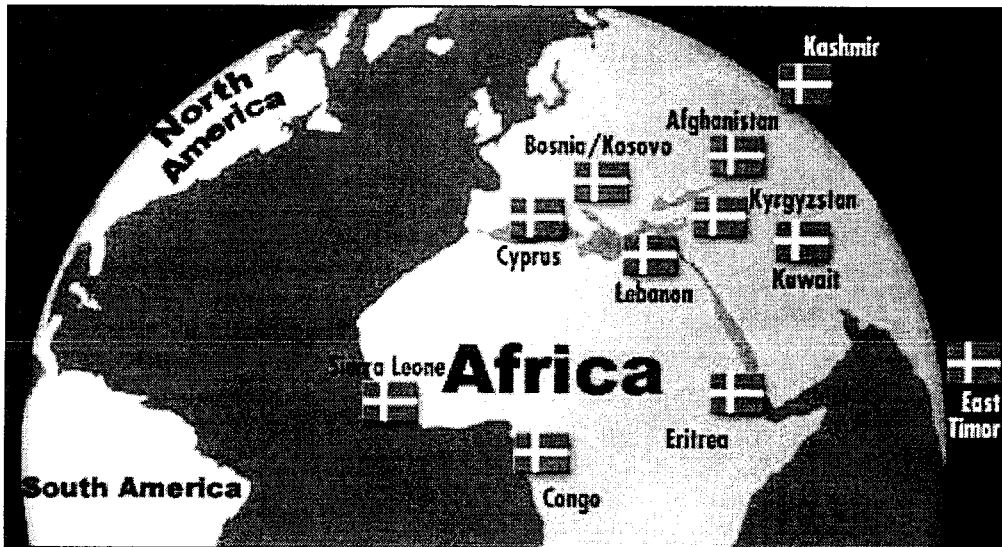 Kashmir
North
America
Afghanistan
Bosnia/Kosovo
Kyrgyzstan
Cyprus
Lebanon
Kuwait
Sierra Leone
Africa
East
Timor
Eritrea
South America
Congo